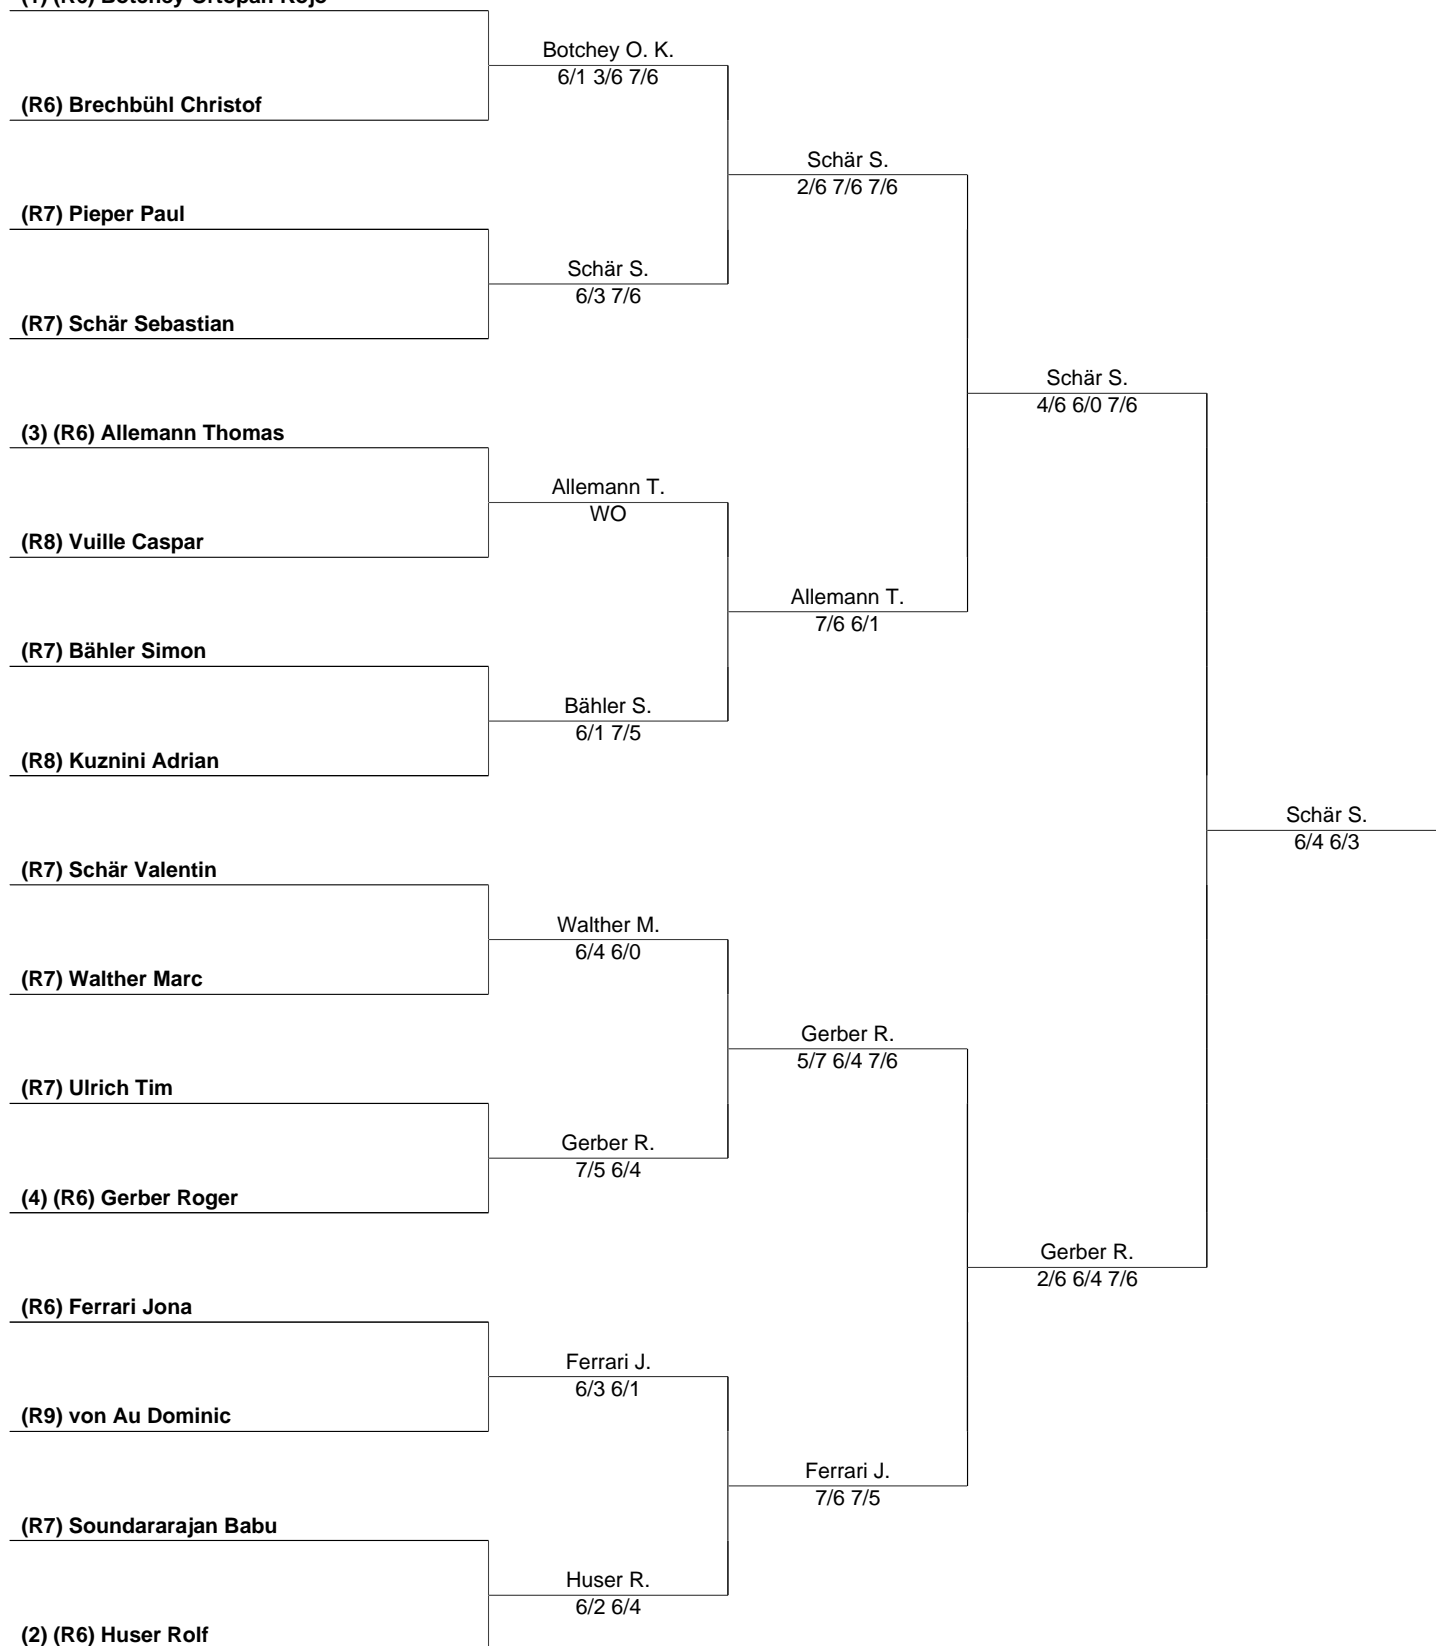 Botchey O. K.
6/1 3/6 7/6
(R6) Brechbühl Christof
Schär S.
2/6 7/6 7/6
(R7) Pieper Paul
Schär S.
6/3 7/6
(R7) Schär Sebastian
Schär S.
4/6 6/0 7/6
(3) (R6) Allemann Thomas
Allemann T.
WO
(R8) Vuille Caspar
Allemann T.
7/6 6/1
(R7) Bähler Simon
Bähler S.
6/1 7/5
(R8) Kuznini Adrian
Schär S.
6/4 6/3
(R7) Schär Valentin
Walther M.
6/4 6/0
(R7) Walther Marc
Gerber R.
5/7 6/4 7/6
(R7) Ulrich Tim
Gerber R.
7/5 6/4
(4) (R6) Gerber Roger
Gerber R.
2/6 6/4 7/6
(R6) Ferrari Jona
Ferrari J.
6/3 6/1
(R9) von Au Dominic
Ferrari J.
7/6 7/5
(R7) Soundararajan Babu
Huser R.
6/2 6/4
(2) (R6) Huser Rolf